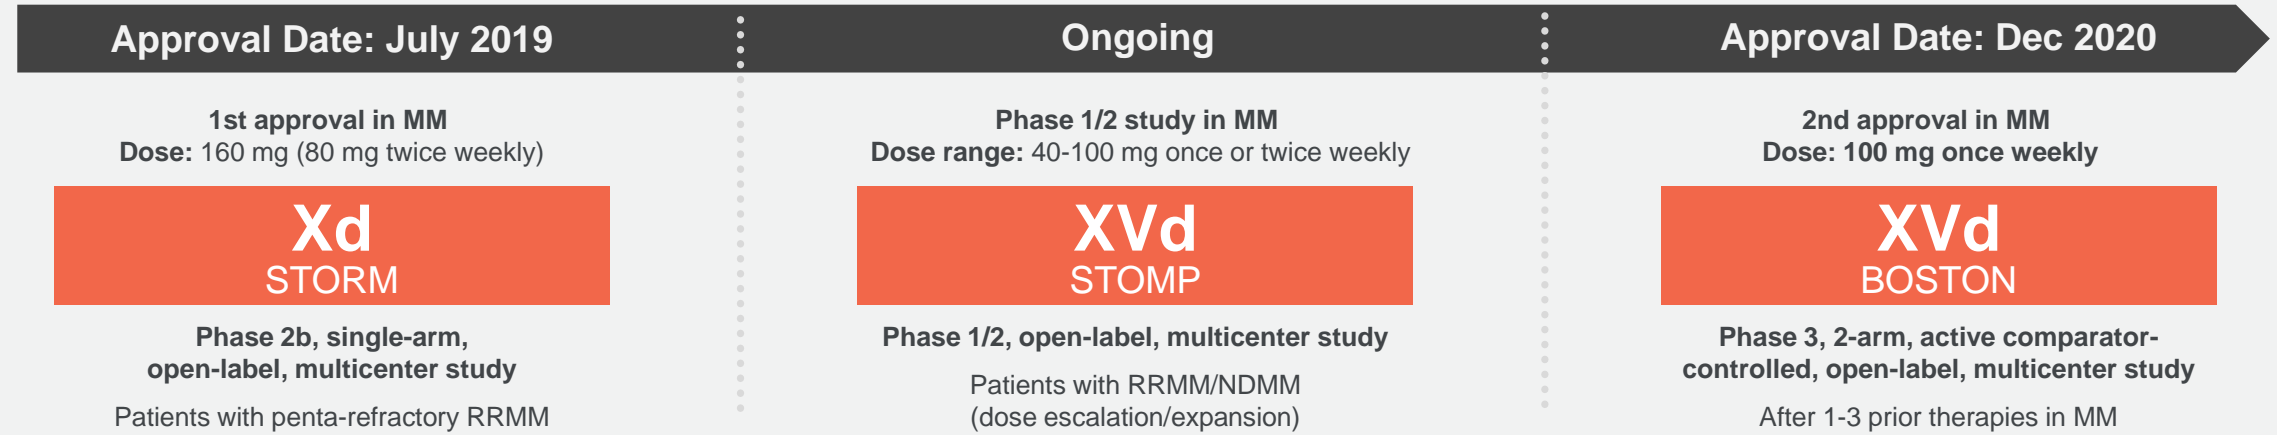 Approval Date: July 2019
1st approval in MM
Dose: 160 mg (80 mg twice weekly)
Xd
STORM
Phase 2b, single-arm,
open-label, multicenter study
Patients with penta-refractory RRMM
Ongoing
Phase 1/2 study in MM
Dose range: 40-100 mg once or twice weekly
XVd
STOMP
Phase 1/2, open-label, multicenter study
Patients with RRMM/NDMM
(dose escalation/expansion)
Approval Date: Dec 2020
2nd approval in MM
Dose: 100 mg once weekly
XVd
BOSTON
Phase 3, 2-arm, active comparator-
controlled, open-label, multicenter study
After 1-3 prior therapies in MM